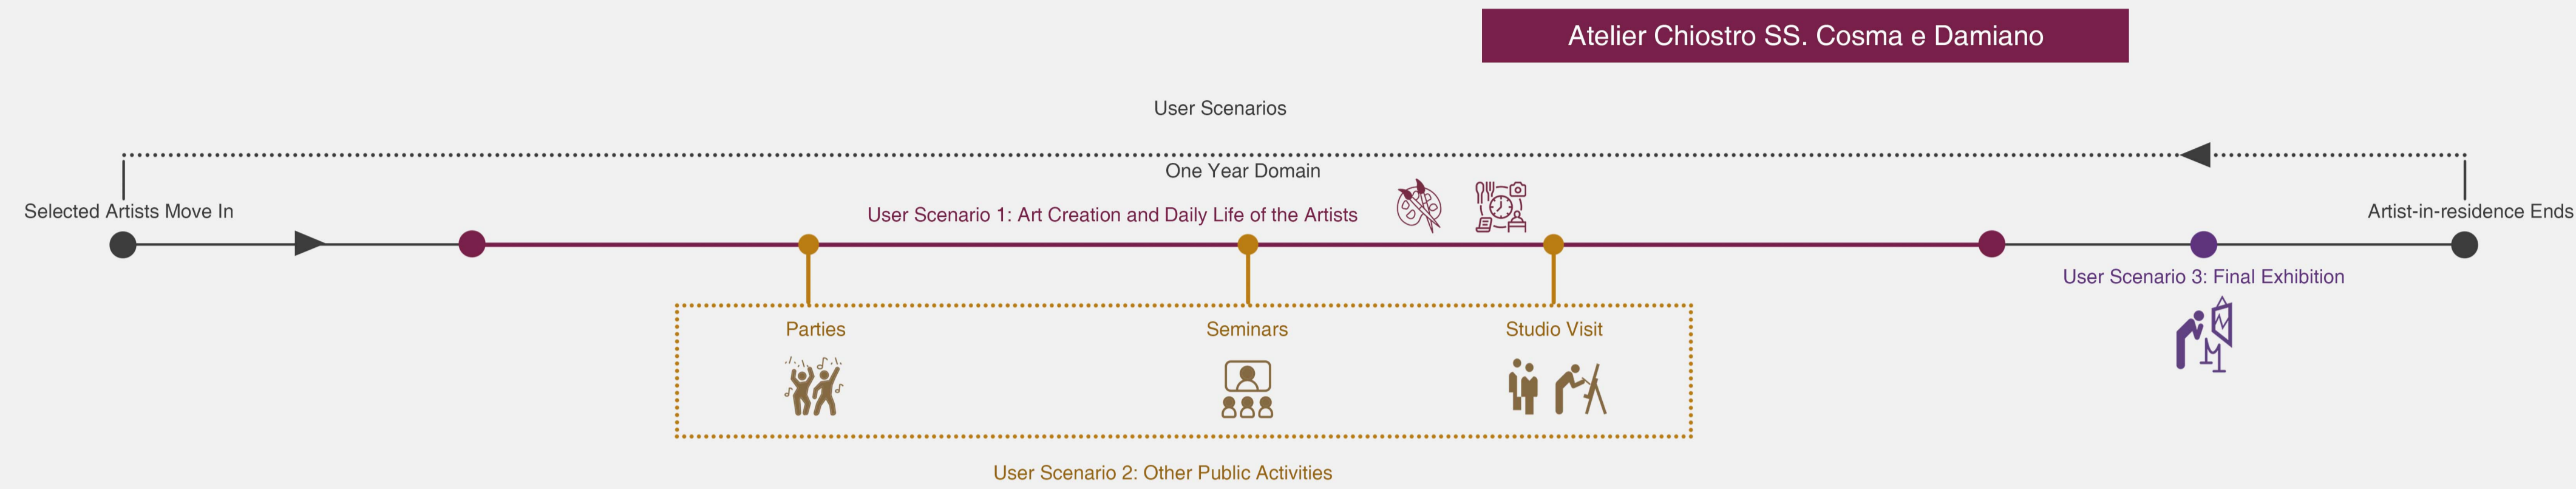 Atelier Chiostro SS. Cosma e Damiano
User Scenarios
One Year Domain
Selected Artists Move In
User Scenario 1: Art Creation and Daily Life of the Artists
Artist-in-residence Ends
User Scenario 3: Final Exhibition
Parties
Seminars
Studio Visit
User Scenario 2: Other Public Activities